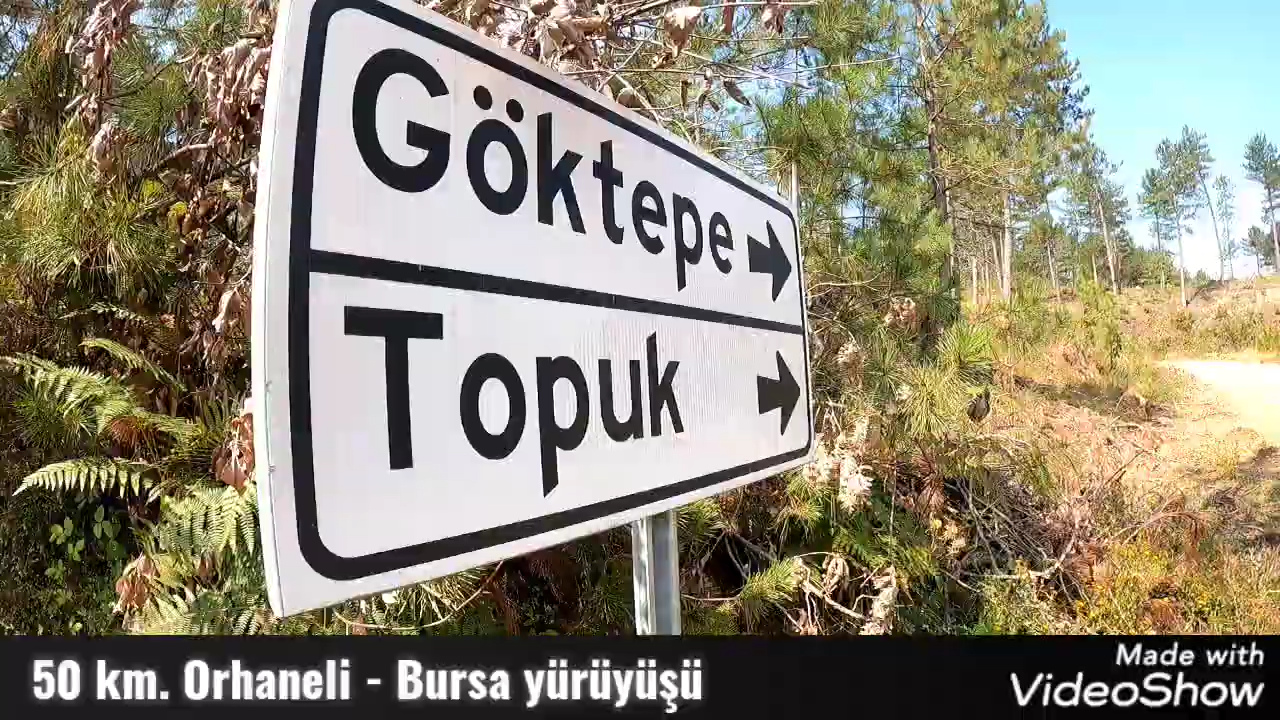 Göktepe
Topuk
50 km. Orhaneli - Bursa yürüyüşü
Made with
VideoShow